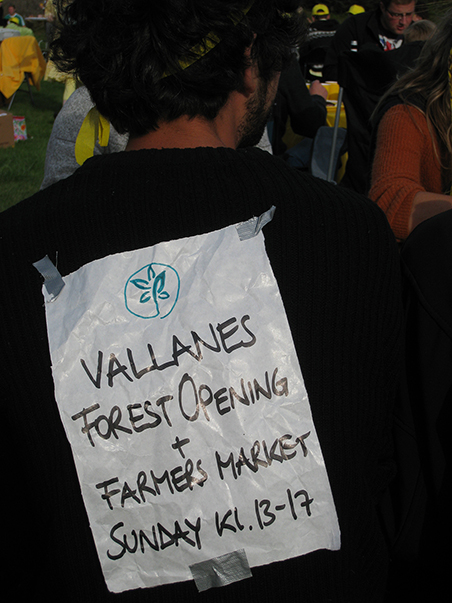 VALLANES
FOREST OPENING
+
FARMERS MARKET
SUNDAY Kl. 13-17